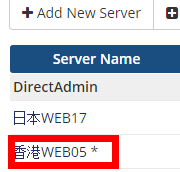 + Add New Server
Server Name
DirectAdmin
日本WEB17
香港WEB05 *